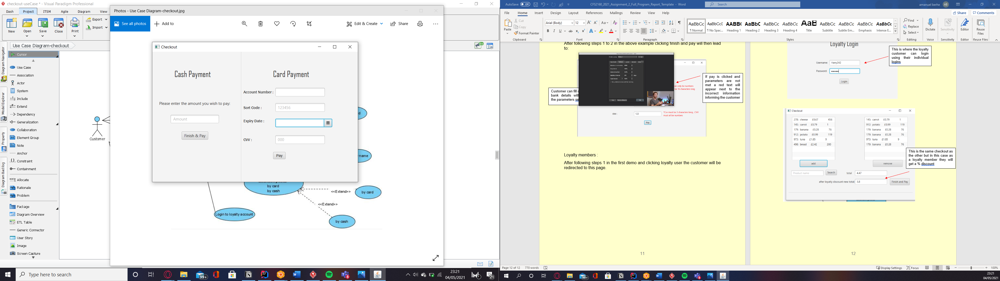 checkout-useCase * - Visual Paradigm Professional
Dash
Project
ITSM
Agile
Diagram
View
New
Open
Save
Close
Print
Export
Import
Use Case Diagram-checkout
Diagram Navigator
Model Explorer
Property
Diagram Backlog
Cursor
Use Case
Association
Actor
System
Include
Extend
Dependency
Generalization
Collaboration
Element Group
Note
Anchor
Constraint
Containment
Allocate
Rationale
Problem
Package
Diagram Overview
ETL Table
Generic Connector
User Story
Image
Screen Capture
Customer
Photos - Use Case Diagram-checkout.jpg
See all photos
Add to
Edit & Create
Share
Checkout
Cash Payment
Please enter the amount you wish to pay:
Amount
Finish & Pay
Card Payment
Account Number :
Sort Code :
123456
Expiry Date :
CVV :
000
Pay
name
by card
by cash
<<Extend>>
by card
<<Extend>>
by cash
Login to loyalty account
Type here to search
99+
8
23:21
04/05/2021
21
AutoSave
Off
CFS2160_2021_Assignment_2_Full_Program_Report_Template - Word
Search
amanuel berhe
AB
File
Home
Insert
Design
Layout
References
Mailings
Review
View
Help
Share
Comments
Paste
Cut
Copy
Format Painter
Clipboard
Arial (Body)
12
Font
Paragraph
¶ Normal
¶ No Spac...
Heading 1
Heading 2
Heading 3
Heading 4
Title
Subtitle
Subtle Em...
Emphasis
Intense E...
Styles
Find
Replace
Select
Editing
Dictate
Voice
Sensitivity
Sensitivity
Editor
Editor
Reuse Files
Reuse Files
After following steps 1 to 2 in the above example clicking finish and pay will then lead
to:
Customer can fill
bank details
the parameters
If pay is clicked and
parameters are not
met a red text will
appear next to the
incorrect information
informing the customer
can only be numbers
be 16 characters long
CVV :
123
*Cvv must be 3 characters long , CVV
must all be numbers
Pay
Loyalty members :
After following steps 1 in the first demo and clicking loyalty user the customer will be
redirected to this page.
11
Loyalty Login
Username:
Harry242
Password:
Login
This is where the loyalty
customer can login
using their individual
logins
Checkout
278: cheese £0.67 456
145: carrot £0.79 1
179: banana £0.28 76
912: potato £0.99 119
973: tuna £1.85 9
498: bread £2.42 200
145: carrot £0.79 1
912: potato £0.99 119
179: banana £0.28 76
179: banana £0.28 76
973: tuna £1.85 9
179: banana £0.28 76
add
remove
Product name
Search
total
4.47
after loyatly discount new total:
3.8
Finish and Pay
This is the same checkout as
the other but in this case as
a loyalty member they will
get a % discount
12
Page 12 of 12
770 words
Display Settings
Focus
100%
99+
8
23:21
04/05/2021